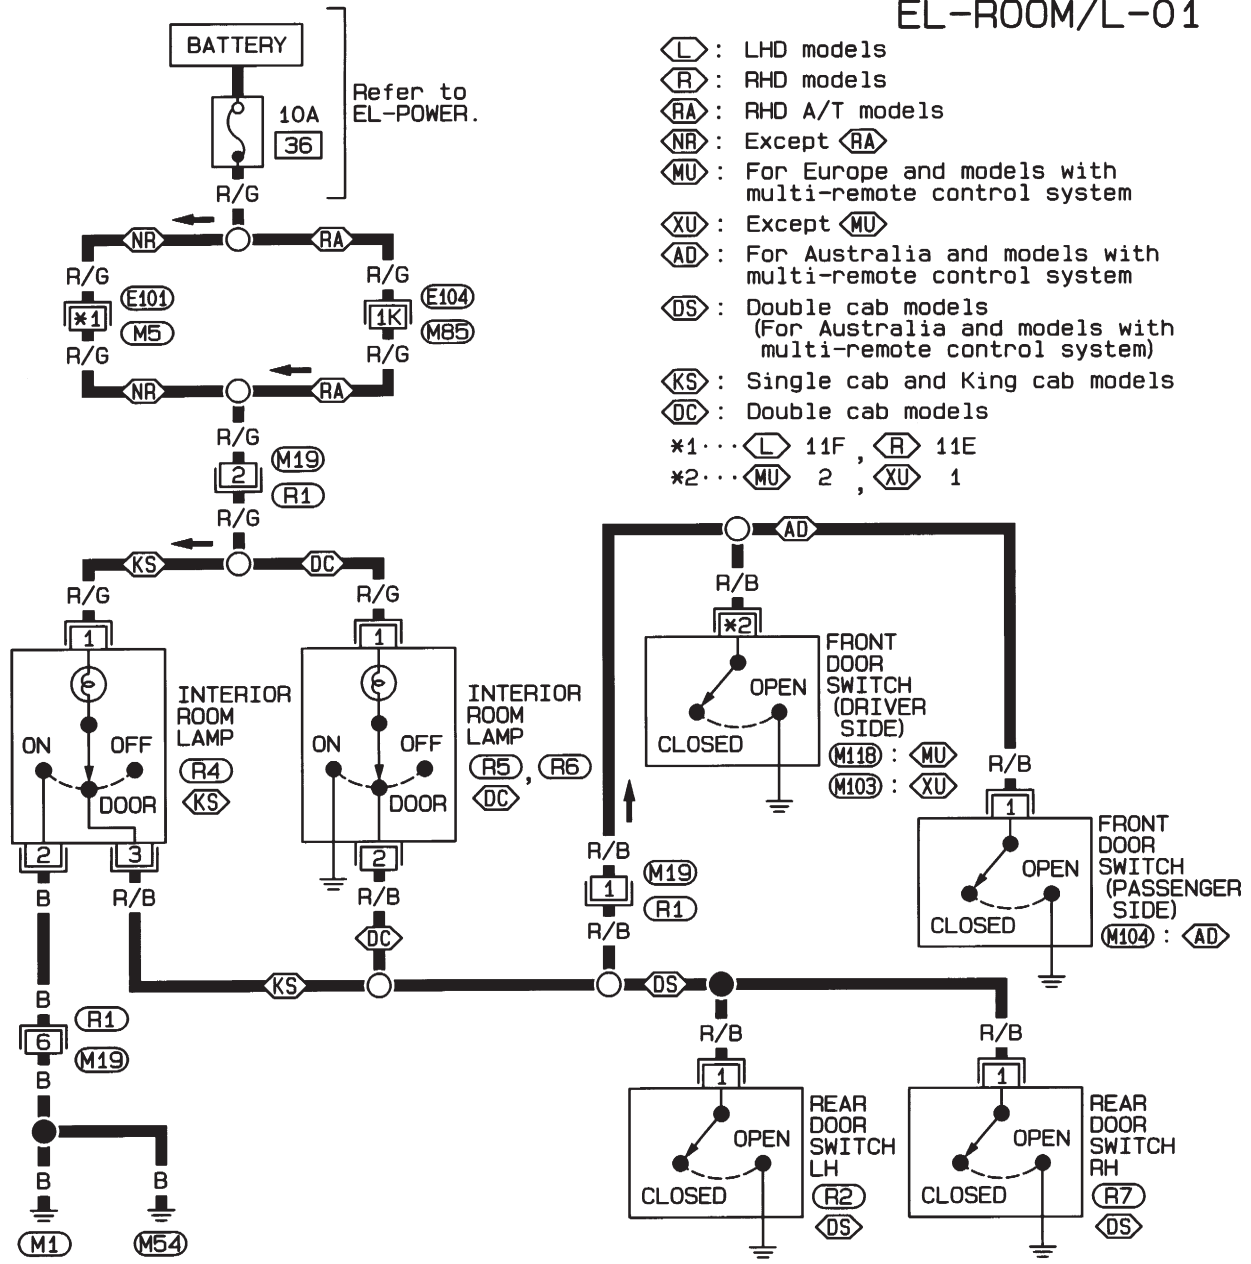 EL-ROOM/L-01
BATTERY
10A
36
Refer to
EL-POWER.
L : LHD models
R : RHD models
RA : RHD A/T models
NR : Except RA
MU : For Europe and models with
multi-remote control system
XU : Except MU
AD : For Australia and models with
multi-remote control system
DS : Double cab models
(For Australia and models with
multi-remote control system)
KS : Single cab and King cab models
DC : Double cab models
*1··· L 11F , R 11E
*2··· MU 2 , XU 1
R/G
NR
RA
R/G
R/G
*1
E101
M5
1K
E104
M85
R/G
R/G
NR
RA
R/G
2
M19
R1
R/G
KS
DC
R/G
R/G
1
1
INTERIOR
ROOM
LAMP
R4
KS
ON
OFF
DOOR
2
3
INTERIOR
ROOM
LAMP
R5 , R6
DC
ON
OFF
DOOR
2
AD
R/B
*2
FRONT
DOOR
SWITCH
(DRIVER
SIDE)
M118 : MU
M103 : XU
OPEN
CLOSED
R/B
1
FRONT
DOOR
SWITCH
(PASSENGER
SIDE)
M104 : AD
OPEN
CLOSED
R/B
1
M19
R1
R/B
B
R/B
R/B
DC
KS
DS
B
R1
6
M19
B
B
B
M1
M54
R/B
R/B
1
1
REAR
DOOR
SWITCH
LH
R2
DS
OPEN
CLOSED
REAR
DOOR
SWITCH
RH
R7
DS
OPEN
CLOSED